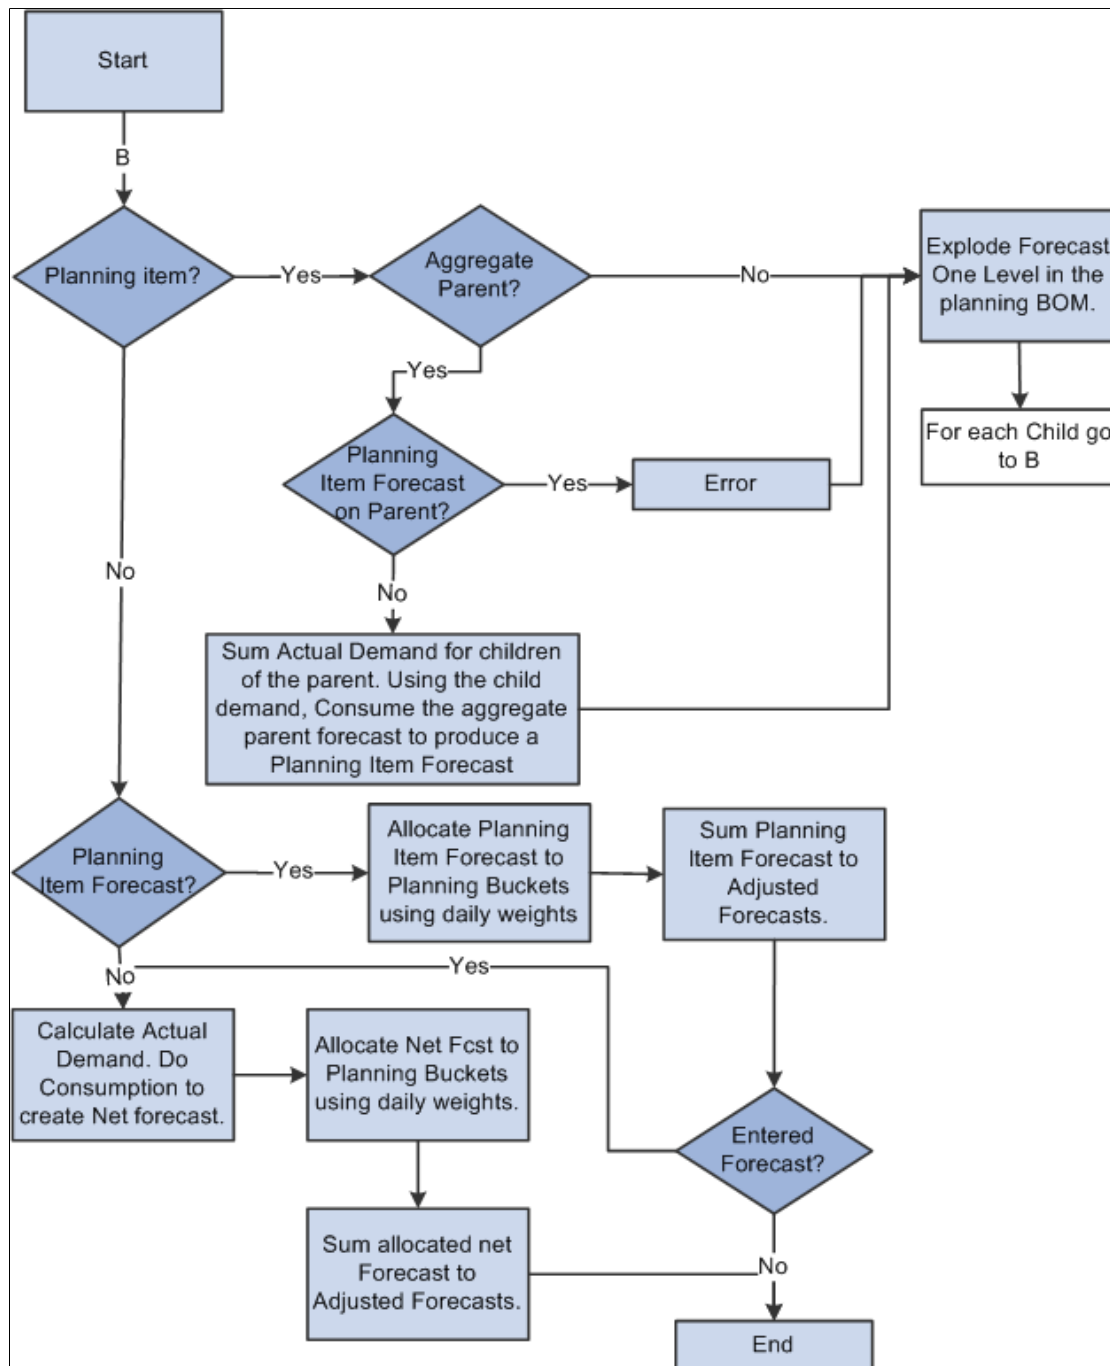 Start
B
Planning item?
Yes
Aggregate
Parent?
No
Explode Forecast
One Level in the
planning BOM.
Yes
For each Child go
to B
Planning
Item Forecast
on Parent?
Yes
Error
No
No
Sum Actual Demand for children
of the parent. Using the child
demand, Consume the aggregate
parent forecast to produce a
Planning Item Forecast
Planning
Item Forecast?
Yes
Allocate Planning
Item Forecast to
Planning Buckets
using daily weights
Sum Planning
Item Forecast to
Adjusted
Forecasts.
No
Yes
Calculate Actual
Demand. Do
Consumption to
create Net forecast.
Allocate Net Fcst to
Planning Buckets
using daily weights.
Entered
Forecast?
Sum allocated net
Forecast to
Adjusted Forecasts.
No
End